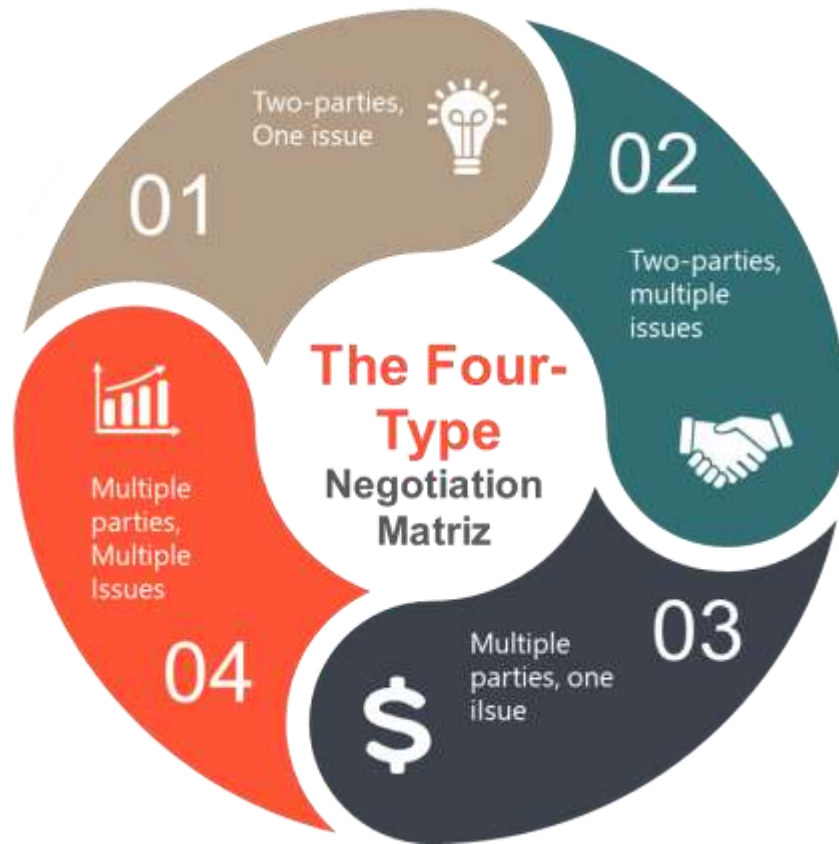 01
Two-parties,
One issue
02
Two-parties,
multiple
issues
The Four-
Type
Negotiation
Matriz
03
Multiple
parties, one
ilsue
04
Multiple
parties,
Multiple
Issues